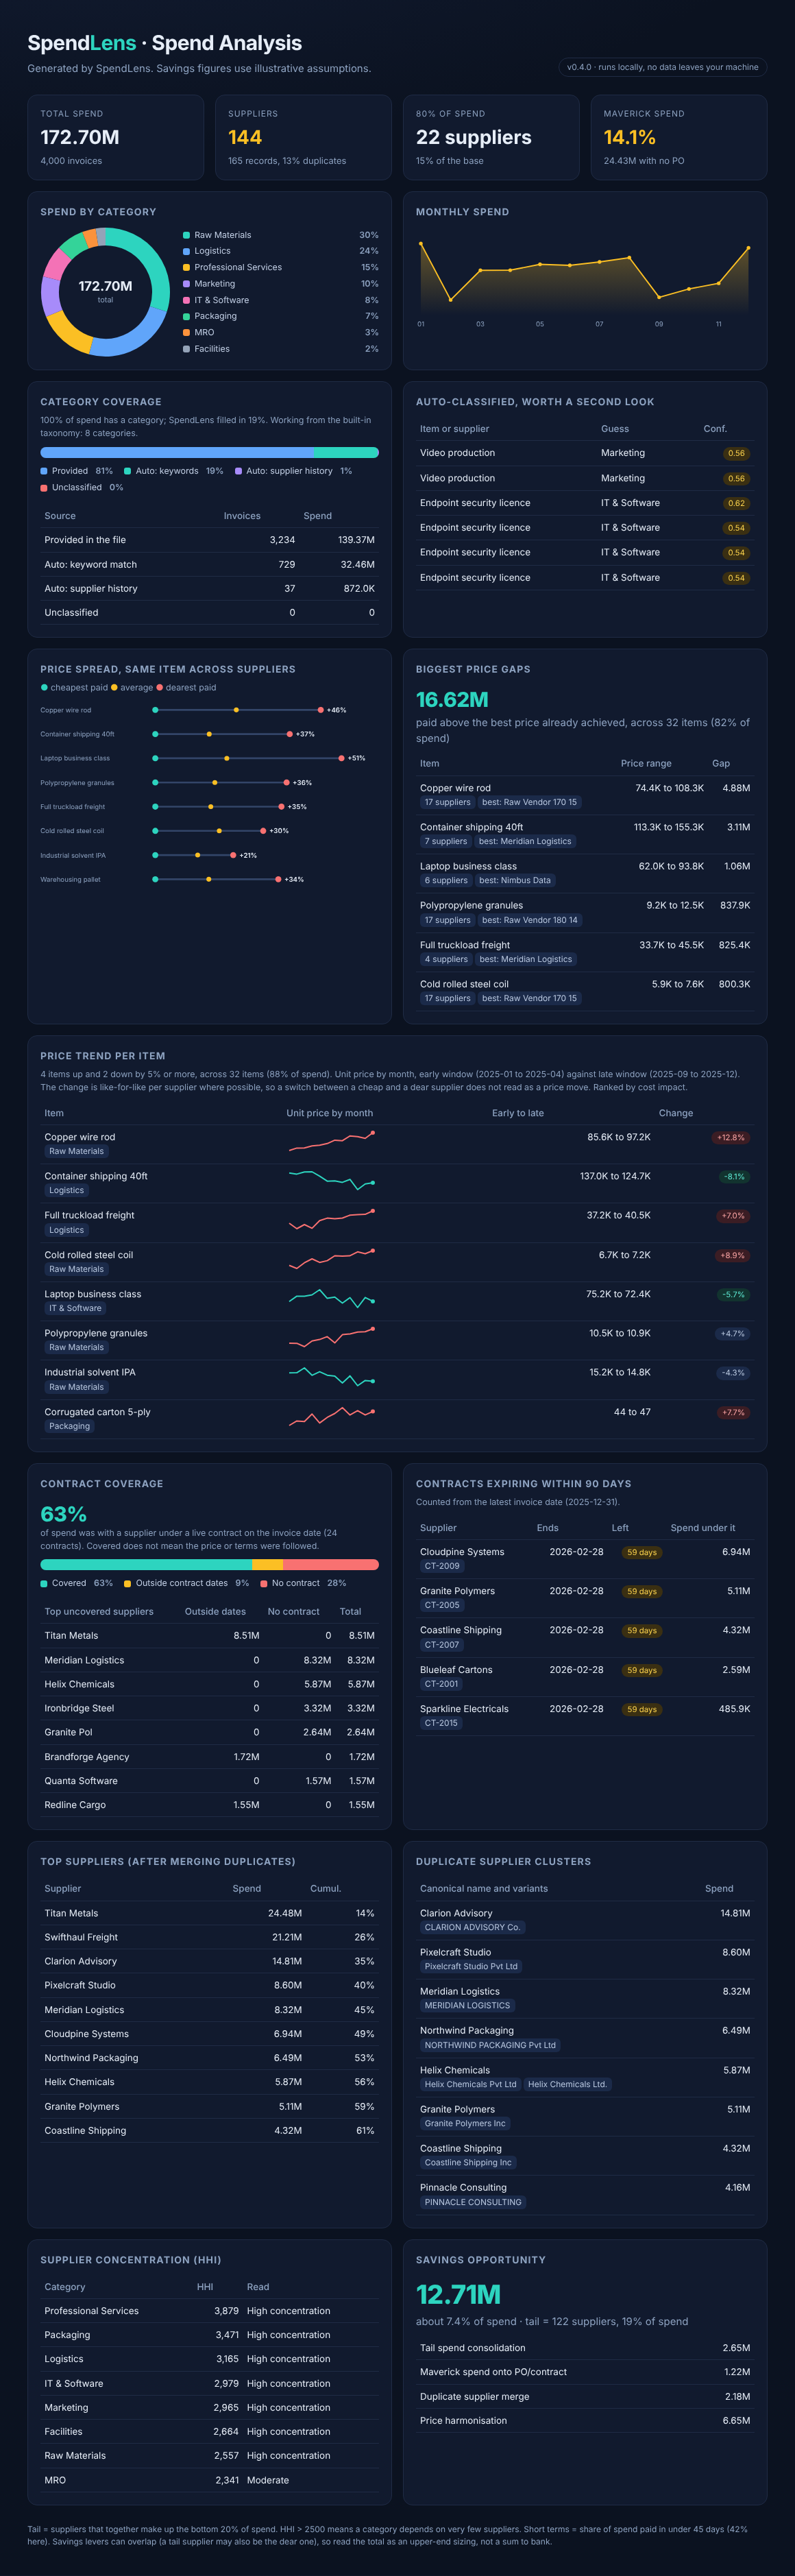 SpendLens · Spend Analysis
Generated by SpendLens. Savings figures use illustrative assumptions.
v0.4.0 · runs locally, no data leaves your machine
TOTAL SPEND
172.70M
4,000 invoices
SUPPLIERS
144
165 records, 13% duplicates
80% OF SPEND
22 suppliers
15% of the base
MAVERICK SPEND
14.1%
24.43M with no PO
SPEND BY CATEGORY
172.70M
total
Raw Materials 30%
Logistics 24%
Professional Services 15%
Marketing 10%
IT & Software 8%
Packaging 7%
MRO 3%
Facilities 2%
MONTHLY SPEND
01 03 05 07 09 11
CATEGORY COVERAGE
100% of spend has a category; SpendLens filled in 19%. Working from the built-in
taxonomy: 8 categories.
Provided 81% Auto: keywords 19% Auto: supplier history 1%
Unclassified 0%
Source Invoices Spend
Provided in the file 3,234 139.37M
Auto: keyword match 729 32.46M
Auto: supplier history 37 872.0K
Unclassified 0 0
AUTO-CLASSIFIED, WORTH A SECOND LOOK
Item or supplier Guess Conf.
Video production Marketing 0.56
Video production Marketing 0.56
Endpoint security licence IT & Software 0.62
Endpoint security licence IT & Software 0.54
Endpoint security licence IT & Software 0.54
Endpoint security licence IT & Software 0.54
PRICE SPREAD, SAME ITEM ACROSS SUPPLIERS
cheapest paid average dearest paid
Copper wire rod +46%
Container shipping 40ft +37%
Laptop business class +51%
Polypropylene granules +36%
Full truckload freight +35%
Cold rolled steel coil +30%
Industrial solvent IPA +21%
Warehousing pallet +34%
BIGGEST PRICE GAPS
16.62M
paid above the best price already achieved, across 32 items (82% of
spend)
Item Price range Gap
Copper wire rod 74.4K to 108.3K 4.88M
17 suppliers best: Raw Vendor 170 15
Container shipping 40ft 113.3K to 155.3K 3.11M
7 suppliers best: Meridian Logistics
Laptop business class 62.0K to 93.8K 1.06M
6 suppliers best: Nimbus Data
Polypropylene granules 9.2K to 12.5K 837.9K
17 suppliers best: Raw Vendor 180 14
Full truckload freight 33.7K to 45.5K 825.4K
4 suppliers best: Meridian Logistics
Cold rolled steel coil 5.9K to 7.6K 800.3K
17 suppliers best: Raw Vendor 170 15
PRICE TREND PER ITEM
4 items up and 2 down by 5% or more, across 32 items (88% of spend). Unit price by month, early window (2025-01 to 2025-04) against late window (2025-09 to 2025-12).
The change is like-for-like per supplier where possible, so a switch between a cheap and a dear supplier does not read as a price move. Ranked by cost impact.
Item Unit price by month Early to late Change
Copper wire rod 85.6K to 97.2K +12.8%
Raw Materials
Container shipping 40ft 137.0K to 124.7K -8.1%
Logistics
Full truckload freight 37.2K to 40.5K +7.0%
Logistics
Cold rolled steel coil 6.7K to 7.2K +8.9%
Raw Materials
Laptop business class 75.2K to 72.4K -5.7%
IT & Software
Polypropylene granules 10.5K to 10.9K +4.7%
Raw Materials
Industrial solvent IPA 15.2K to 14.8K -4.3%
Raw Materials
Corrugated carton 5-ply 44 to 47 +7.7%
Packaging
CONTRACT COVERAGE
63%
of spend was with a supplier under a live contract on the invoice date (24
contracts). Covered does not mean the price or terms were followed.
Covered 63% Outside contract dates 9% No contract 28%
Top uncovered suppliers Outside dates No contract Total
Titan Metals 8.51M 0 8.51M
Meridian Logistics 0 8.32M 8.32M
Helix Chemicals 0 5.87M 5.87M
Ironbridge Steel 0 3.32M 3.32M
Granite Pol 0 2.64M 2.64M
Brandforge Agency 1.72M 0 1.72M
Quanta Software 0 1.57M 1.57M
Redline Cargo 1.55M 0 1.55M
CONTRACTS EXPIRING WITHIN 90 DAYS
Counted from the latest invoice date (2025-12-31).
Supplier Ends Left Spend under it
Cloudpine Systems 2026-02-28 59 days 6.94M
CT-2009
Granite Polymers 2026-02-28 59 days 5.11M
CT-2005
Coastline Shipping 2026-02-28 59 days 4.32M
CT-2007
Blueleaf Cartons 2026-02-28 59 days 2.59M
CT-2001
Sparkline Electricals 2026-02-28 59 days 485.9K
CT-2015
TOP SUPPLIERS (AFTER MERGING DUPLICATES)
Supplier Spend Cumul.
Titan Metals 24.48M 14%
Swifthaul Freight 21.21M 26%
Clarion Advisory 14.81M 35%
Pixelcraft Studio 8.60M 40%
Meridian Logistics 8.32M 45%
Cloudpine Systems 6.94M 49%
Northwind Packaging 6.49M 53%
Helix Chemicals 5.87M 56%
Granite Polymers 5.11M 59%
Coastline Shipping 4.32M 61%
DUPLICATE SUPPLIER CLUSTERS
Canonical name and variants Spend
Clarion Advisory 14.81M
CLARION ADVISORY Co.
Pixelcraft Studio 8.60M
Pixelcraft Studio Pvt Ltd
Meridian Logistics 8.32M
MERIDIAN LOGISTICS
Northwind Packaging 6.49M
NORTHWIND PACKAGING Pvt Ltd
Helix Chemicals 5.87M
Helix Chemicals Pvt Ltd Helix Chemicals Ltd.
Granite Polymers 5.11M
Granite Polymers Inc
Coastline Shipping 4.32M
Coastline Shipping Inc
Pinnacle Consulting 4.16M
PINNACLE CONSULTING
SUPPLIER CONCENTRATION (HHI)
Category HHI Read
Professional Services 3,879 High concentration
Packaging 3,471 High concentration
Logistics 3,165 High concentration
IT & Software 2,979 High concentration
Marketing 2,965 High concentration
Facilities 2,664 High concentration
Raw Materials 2,557 High concentration
MRO 2,341 Moderate
SAVINGS OPPORTUNITY
12.71M
about 7.4% of spend · tail = 122 suppliers, 19% of spend
Tail spend consolidation 2.65M
Maverick spend onto PO/contract 1.22M
Duplicate supplier merge 2.18M
Price harmonisation 6.65M
Tail = suppliers that together make up the bottom 20% of spend. HHI > 2500 means a category depends on very few suppliers. Short terms = share of spend paid in under 45 days (42%
here). Savings levers can overlap (a tail supplier may also be the dear one), so read the total as an upper-end sizing, not a sum to bank.